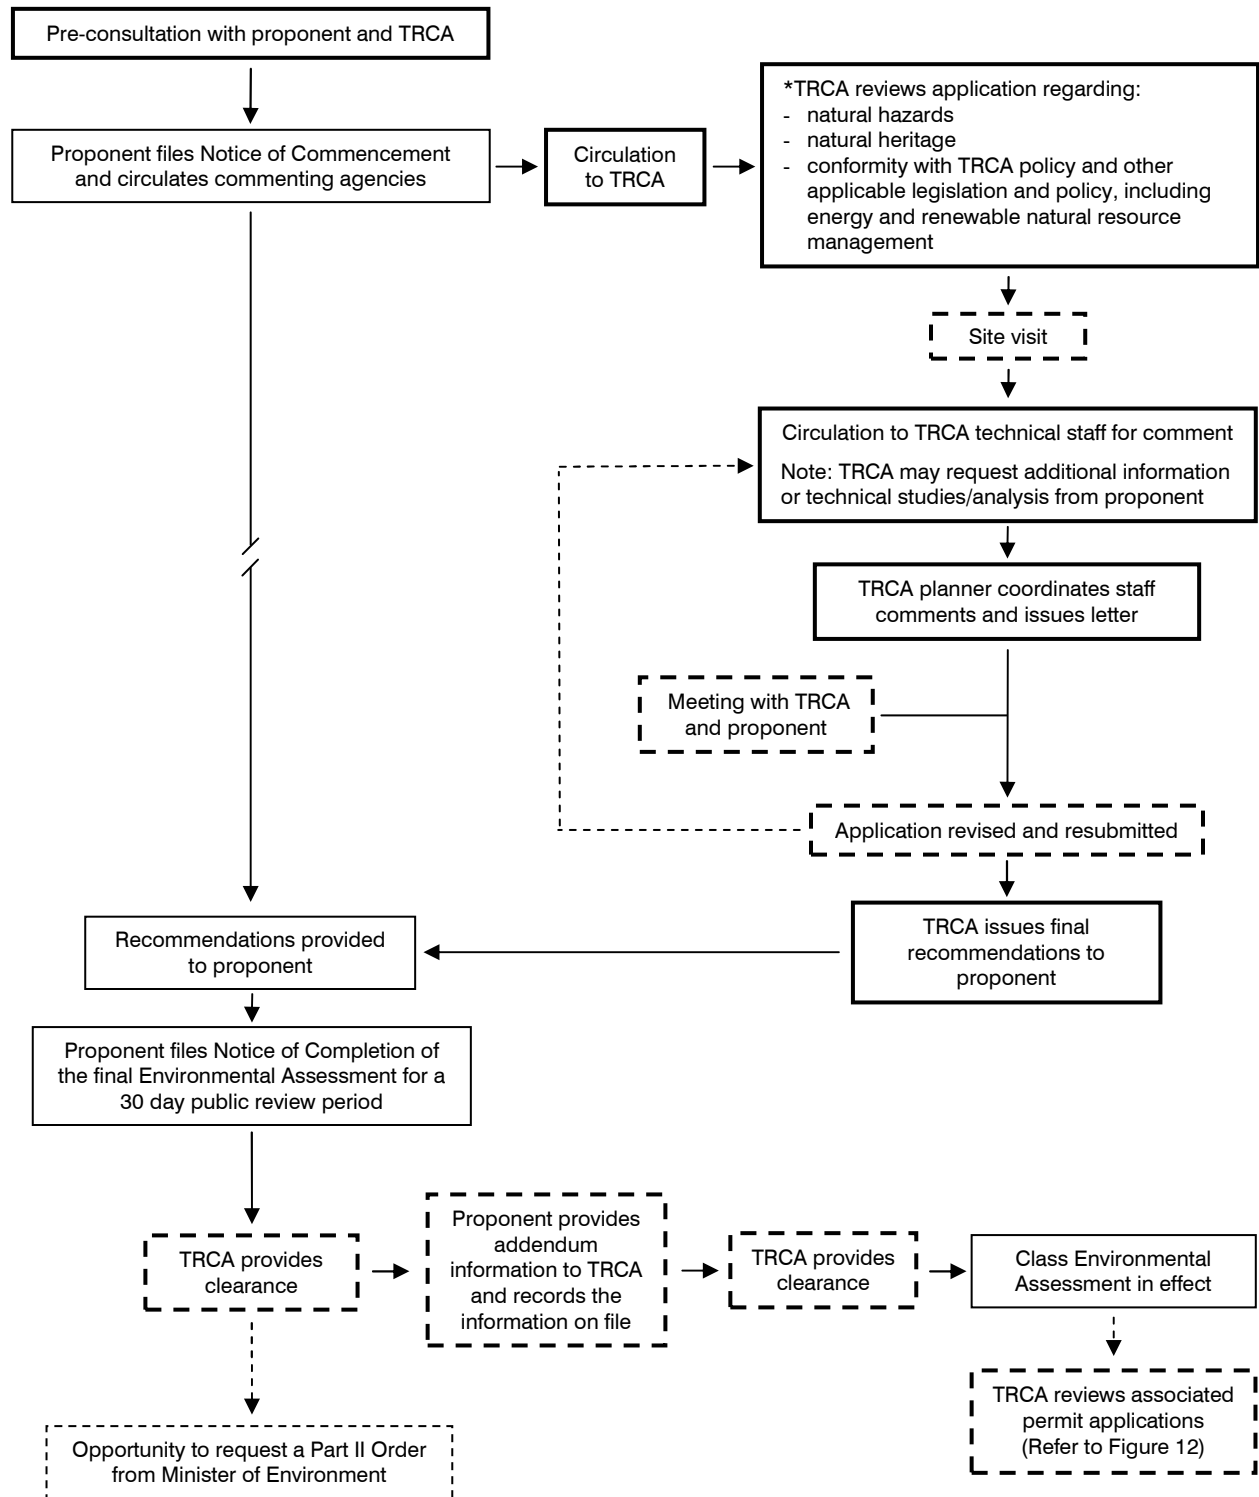 Pre-consultation with proponent and TRCA
Proponent files Notice of Commencement
and circulates commenting agencies
Circulation
to TRCA
*TRCA reviews application regarding:
- natural hazards
- natural heritage
- conformity with TRCA policy and other
applicable legislation and policy, including
energy and renewable natural resource
management
Site visit
Circulation to TRCA technical staff for comment
Note: TRCA may request additional information
or technical studies/analysis from proponent
TRCA planner coordinates staff
comments and issues letter
Meeting with TRCA
and proponent
Application revised and resubmitted
TRCA issues final
recommendations to
proponent
Recommendations provided
to proponent
Proponent files Notice of Completion of
the final Environmental Assessment for a
30 day public review period
TRCA provides
clearance
Proponent provides
addendum
information to TRCA
and records the
information on file
TRCA provides
clearance
Class Environmental
Assessment in effect
TRCA reviews associated
permit applications
(Refer to Figure 12)
Opportunity to request a Part II Order
from Minister of Environment